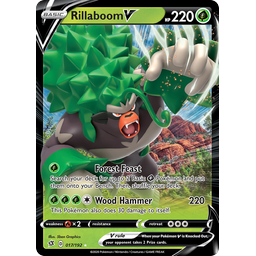 BASIC Rillaboom V HP 220
Forest Feast
Search your deck for up to 2 Basic Pokémon and put
them onto your Bench. Then, shuffle your deck.
Wood Hammer 220
This Pokémon also does 30 damage to itself.
weakness ×2 resistance retreat
V rule
When your Pokémon V is Knocked Out,
your opponent takes 2 Prize cards.
017/192